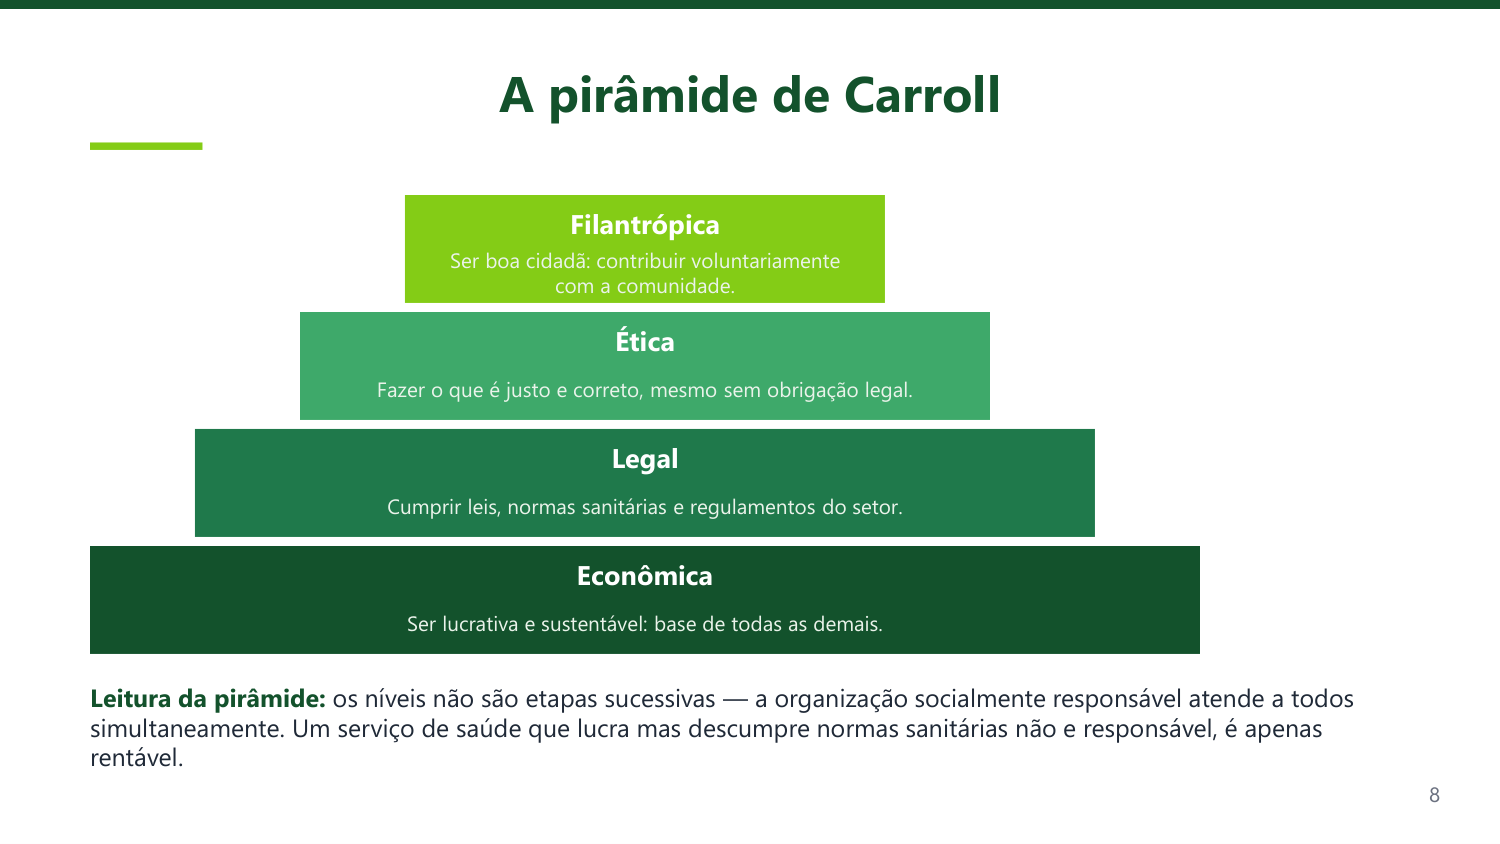 A pirâmide de Carroll
Filantrópica
Ser boa cidadã: contribuir voluntariamente
com a comunidade.
Ética
Fazer o que é justo e correto, mesmo sem obrigação legal.
Legal
Cumprir leis, normas sanitárias e regulamentos do setor.
Econômica
Ser lucrativa e sustentável: base de todas as demais.
Leitura da pirâmide: os níveis não são etapas sucessivas — a organização socialmente responsável atende a todos
simultaneamente. Um serviço de saúde que lucra mas descumpre normas sanitárias não e responsável, é apenas
rentável.
8